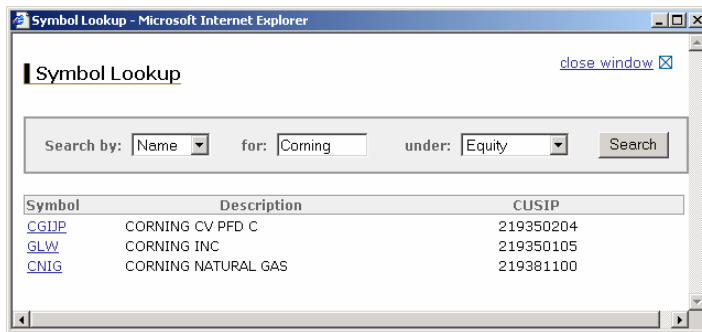 Symbol Lookup - Microsoft Internet Explorer
Symbol Lookup
close window
Search by: Name for: Corning under: Equity Search
Symbol Description CUSIP
CGIJP CORNING CV PFD C 219350204
GLW CORNING INC 219350105
CNIG CORNING NATURAL GAS 219381100